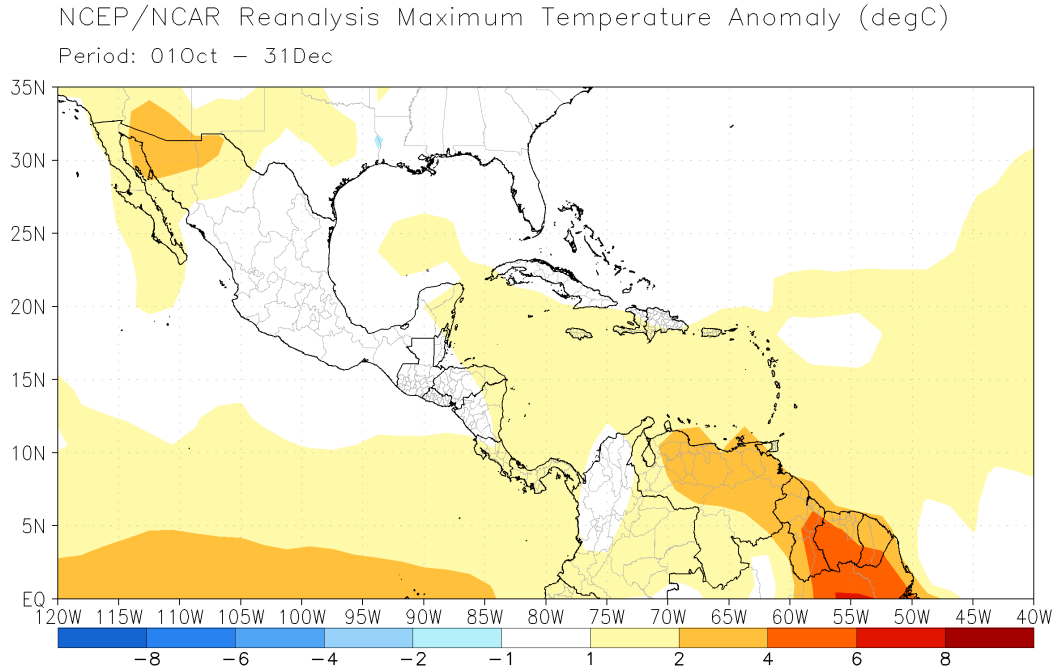 NCEP/NCAR Reanalysis Maximum Temperature Anomaly (degC)
Period: 01Oct – 31Dec
35N
30N
25N
20N
15N
10N
5N
EQ
120W 115W 110W 105W 100W 95W 90W 85W 80W 75W 70W 65W 60W 55W 50W 45W 40W
−8 −6 −4 −2 −1 1 2 4 6 8